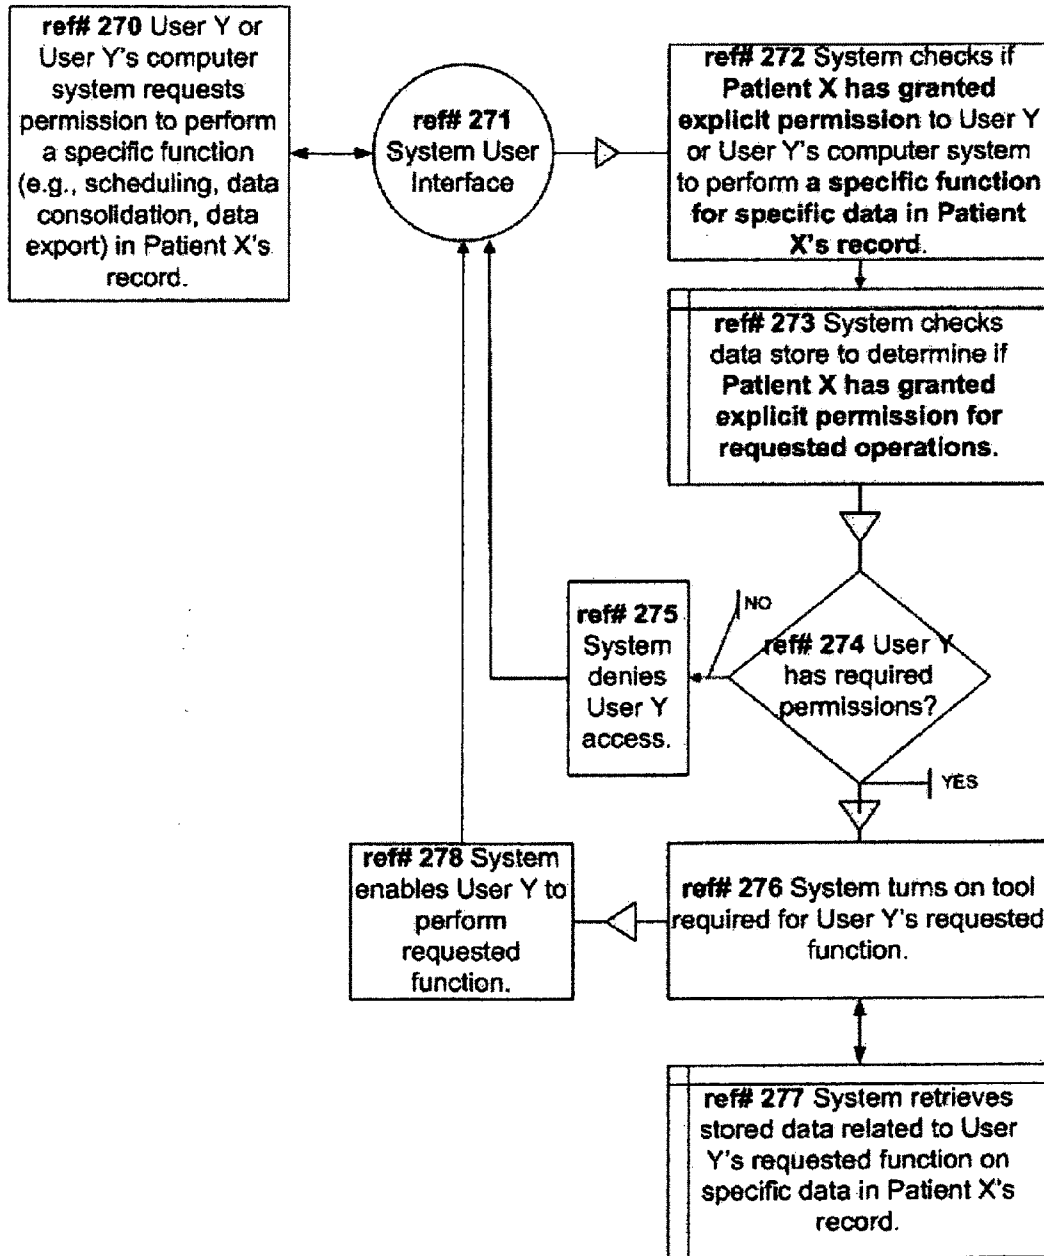 ref# 270 User Y or
User Y's computer
system requests
permission to perform
a specific function
(e.g., scheduling, data
consolidation, data
export) in Patient X's
record.
ref# 271
System User
Interface
ref# 272 System checks if
Patient X has granted
explicit permission to User Y
or User Y's computer system
to perform a specific function
for specific data in Patient
X's record.
ref# 273 System checks
data store to determine if
Patient X has granted
explicit permission for
requested operations.
ref# 274 User Y
has required
permissions?
NO
ref# 275
System
denies
User Y
access.
YES
ref# 276 System turns on tool
required for User Y's requested
function.
ref# 278 System
enables User Y to
perform
requested
function.
ref# 277 System retrieves
stored data related to User
Y's requested function on
specific data in Patient X's
record.